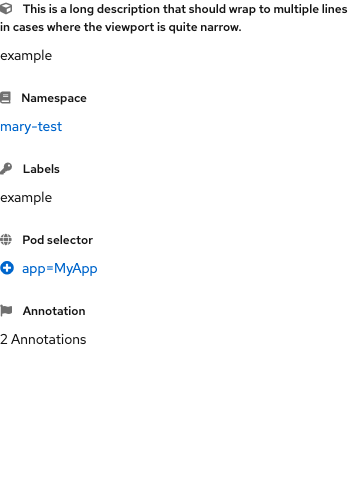 This is a long description that should wrap to multiple lines
in cases where the viewport is quite narrow.
example
Namespace
mary-test
Labels
example
Pod selector
app=MyApp
Annotation
2 Annotations